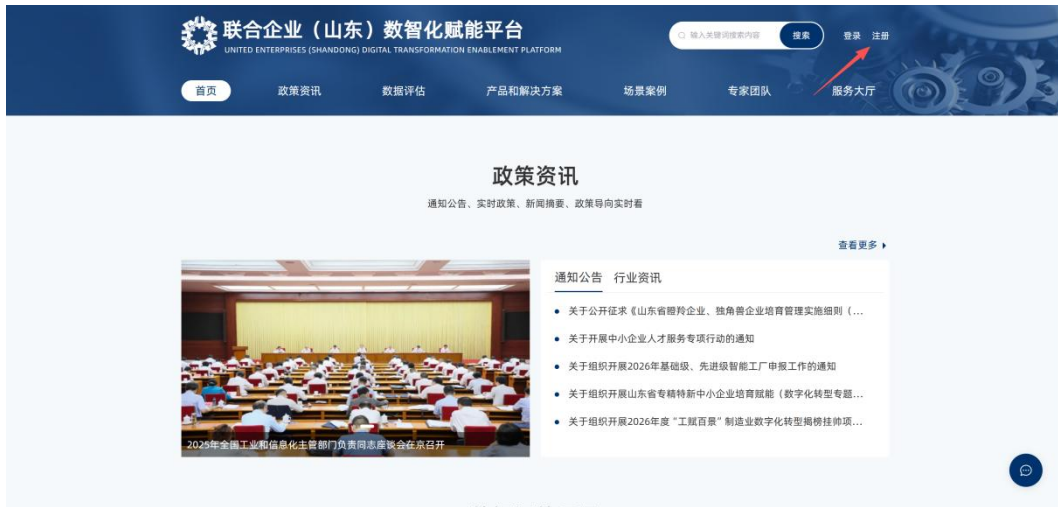 联合企业（山东）数智化赋能平台
UNITED ENTERPRISES (SHANDONG) DIGITAL TRANSFORMATION ENABLEMENT PLATFORM
输入关键词搜索内容 搜索 登录 注册
首页 政策资讯 数据评估 产品和解决方案 场景案例 专家团队 服务大厅
政策资讯
通知公告、实时政策、新闻摘要、政策导向实时看
查看更多
通知公告 行业资讯
关于公开征求《山东省瞪羚企业、独角兽企业培育管理实施细则（...
关于开展中小企业人才服务专项行动的通知
关于组织开展2026年基础级、先进级智能工厂申报工作的通知
关于组织开展山东省专精特新中小企业培育赋能（数字化转型专题...
关于组织开展2026年度“工赋百景”制造业数字化转型揭榜挂帅项...
2025年全国工业和信息化主管部门负责同志座谈会在京召开